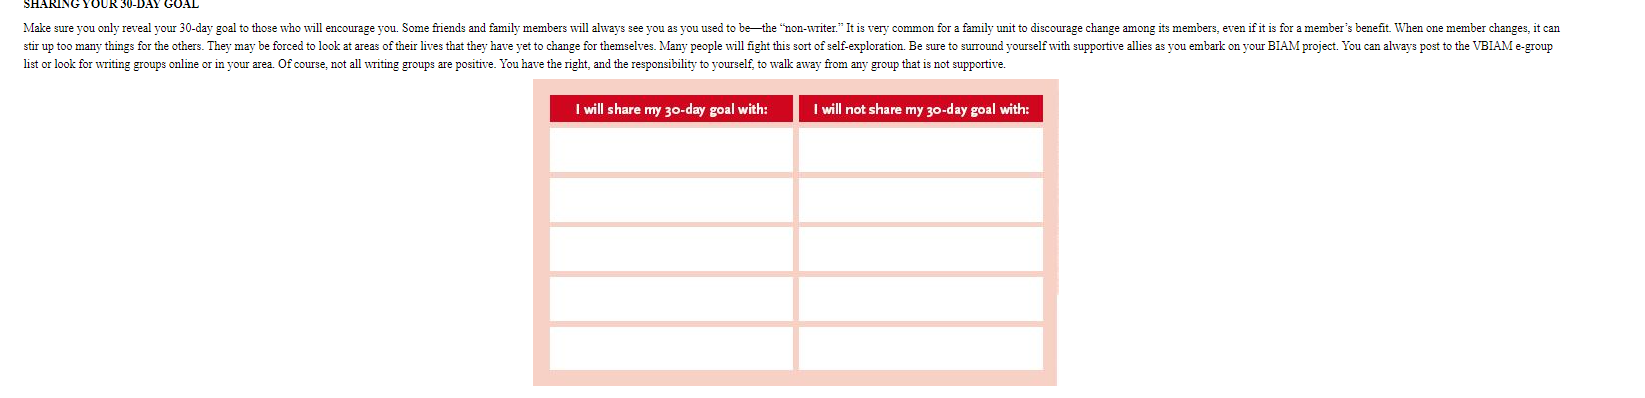 SHARING YOUR 30-DAY GOAL
Make sure you only reveal your 30-day goal to those who will encourage you. Some friends and family members will always see you as you used to be—the “non-writer.” It is very common for a family unit to discourage change among its members, even if it is for a member’s benefit. When one member changes, it can
stir up too many things for the others. They may be forced to look at areas of their lives that they have yet to change for themselves. Many people will fight this sort of self-exploration. Be sure to surround yourself with supportive allies as you embark on your BIAM project. You can always post to the VBIAM e-group
list or look for writing groups online or in your area. Of course, not all writing groups are positive. You have the right, and the responsibility to yourself, to walk away from any group that is not supportive.
I will share my 30-day goal with: I will not share my 30-day goal with: